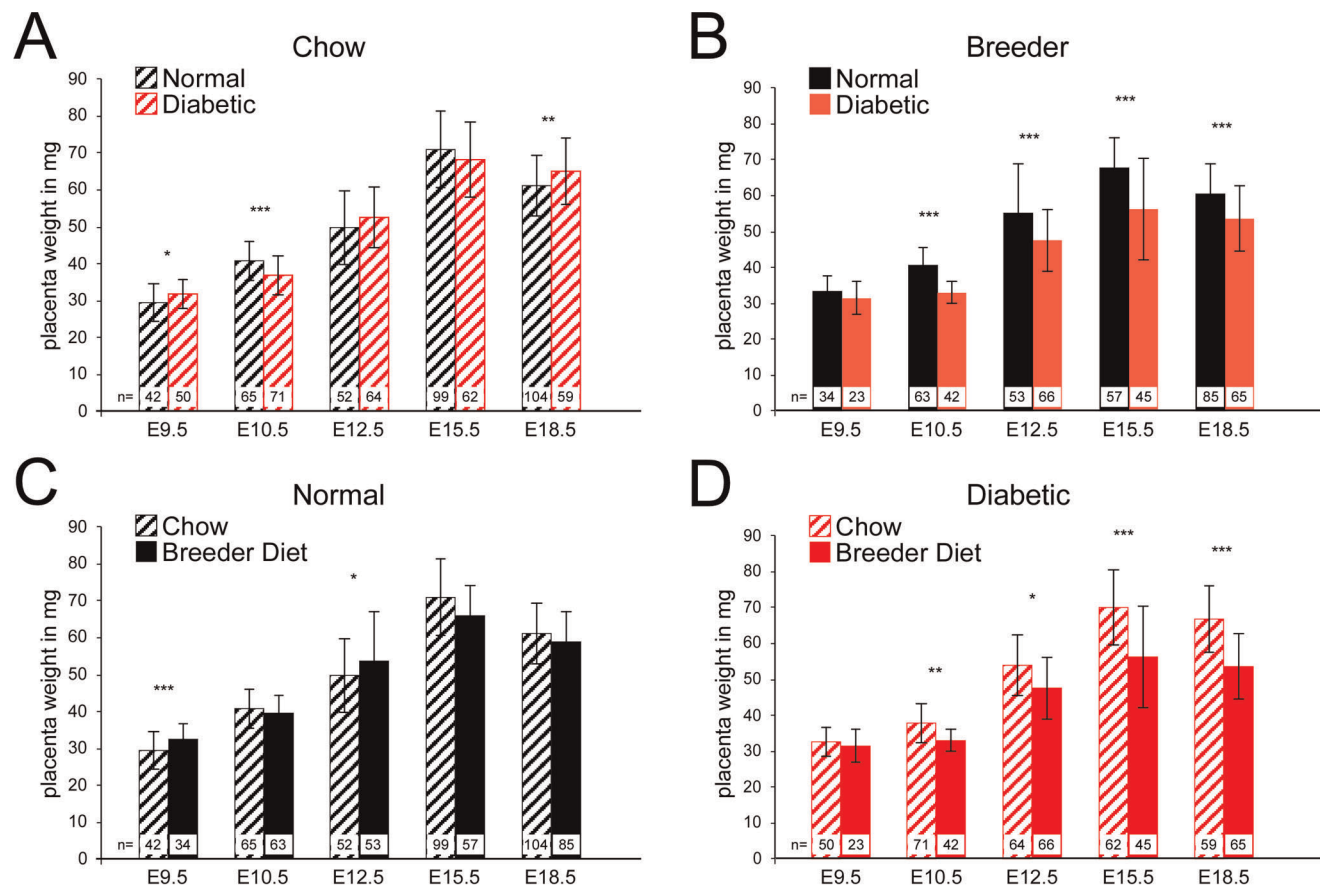 A
Chow
Normal
Diabetic
placenta weight in mg
90
80
70
60
50
40
30
20
10
0
*
***
**
n= 42 50 65 71 52 64 99 62 104 59
E9.5 E10.5 E12.5 E15.5 E18.5
B
Breeder
Normal
Diabetic
placenta weight in mg
90
80
70
60
50
40
30
20
10
0
***
***
***
***
n= 34 23 63 42 53 66 57 45 85 65
E9.5 E10.5 E12.5 E15.5 E18.5
C
Normal
Chow
Breeder Diet
placenta weight in mg
90
80
70
60
50
40
30
20
10
0
***
*
n= 42 34 65 63 52 53 99 57 104 85
E9.5 E10.5 E12.5 E15.5 E18.5
D
Diabetic
Chow
Breeder Diet
placenta weight in mg
90
80
70
60
50
40
30
20
10
0
**
*
***
***
n= 50 23 71 42 64 66 62 45 59 65
E9.5 E10.5 E12.5 E15.5 E18.5